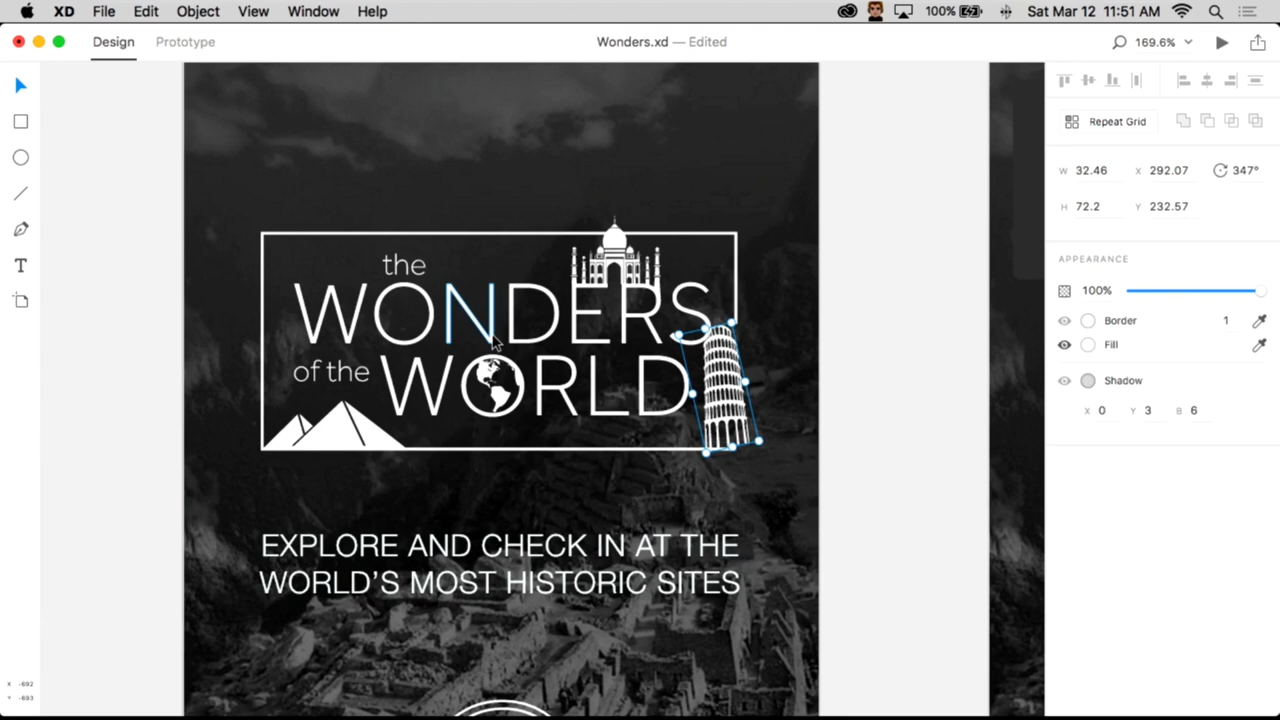 XD File Edit Object View Window Help 100% Sat Mar 12 11:51 AM
Design Prototype Wonders.xd — Edited 169.6%
Repeat Grid
W 32.46 X 292.07 347°
H 72.2 Y 232.57
APPEARANCE
100%
Border 1
Fill
Shadow
X 0 Y 3 B 6
the
WONDERS
of the WORLD
EXPLORE AND CHECK IN AT THE
WORLD'S MOST HISTORIC SITES
T
X -692
Y -693